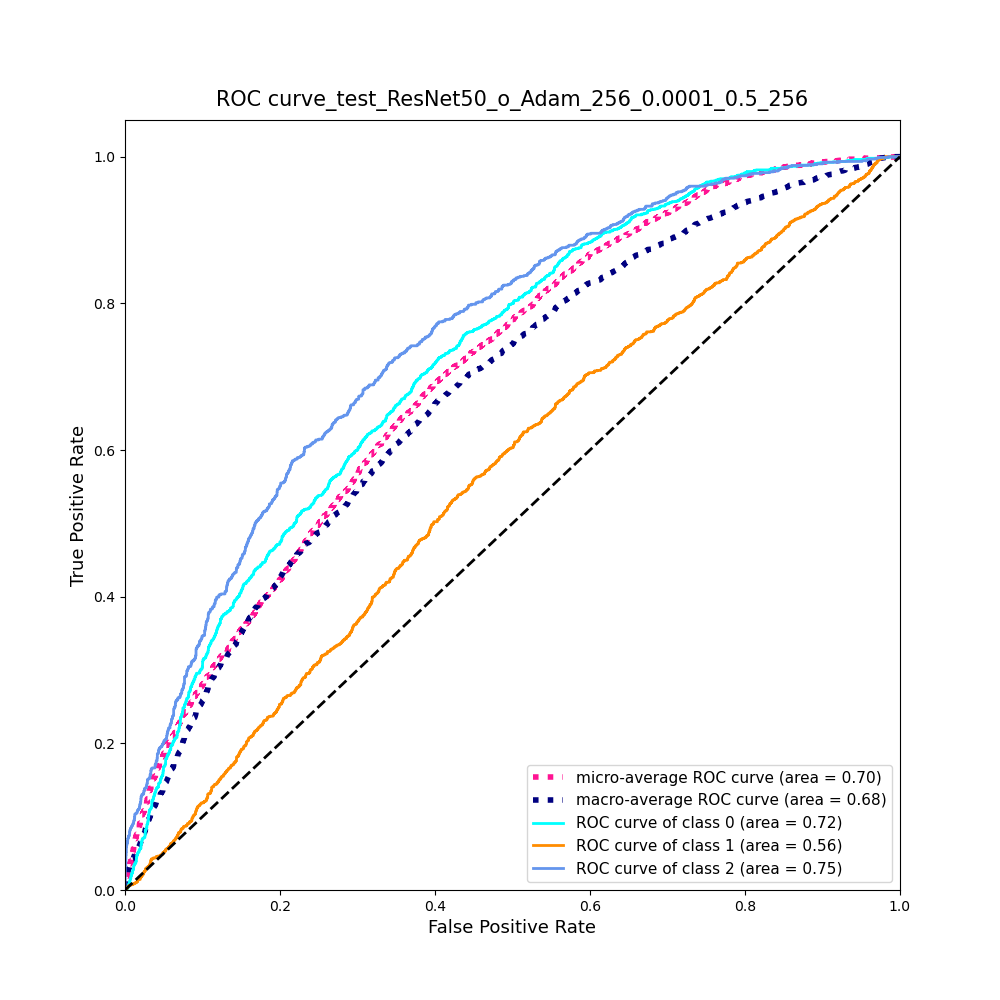 ROC curve_test_ResNet50_o_Adam_256_0.0001_0.5_256
1.0
0.8
0.6
0.4
0.2
0.0
True Positive Rate
0.0 0.2 0.4 0.6 0.8 1.0
False Positive Rate
micro-average ROC curve (area = 0.70)
macro-average ROC curve (area = 0.68)
ROC curve of class 0 (area = 0.72)
ROC curve of class 1 (area = 0.56)
ROC curve of class 2 (area = 0.75)